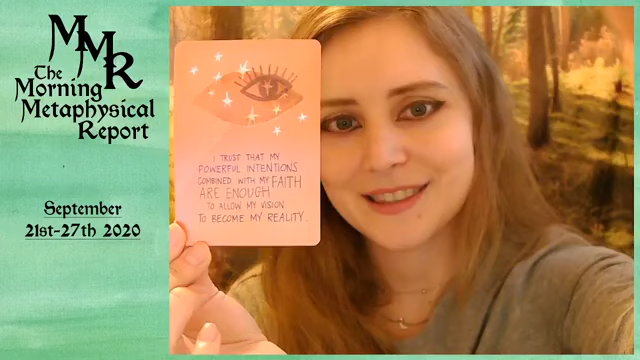 MMR
The
Morning
Metaphysical
Report
September
21st-27th 2020
I TRUST THAT MY
POWERFUL INTENTIONS
COMBINED WITH MY FAITH
ARE ENOUGH
TO ALLOW MY VISION
TO BECOME MY REALITY.